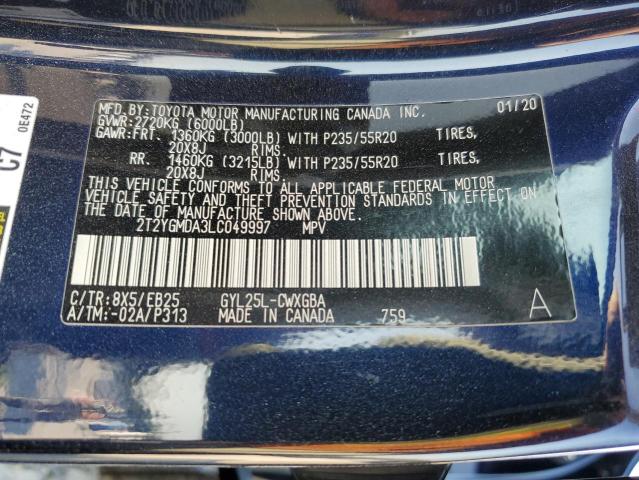 MFD.BY:TOYOTA MOTOR MANUFACTURING CANADA INC. 01/20
GVWR:2720KG (6000LB)
GAWR:FRT. 1360KG (3000LB) WITH P235/55R20 TIRES,
20X8J RIMS
RR. 1460KG (3215LB) WITH P235/55R20 TIRES,
20X8J RIMS
THIS VEHICLE CONFORMS TO ALL APPLICABLE FEDERAL MOTOR
VEHICLE SAFETY AND THEFT PREVENTION STANDARDS IN EFFECT
ON THE DATE OF MANUFACTURE SHOWN ABOVE.
2T2YGMDA3LC049997 MPV
C/TR:8X5/EB25 GYL25L-CWXGBA
A/TM:-02A/P313 MADE IN CANADA 759
A
0E472
C7